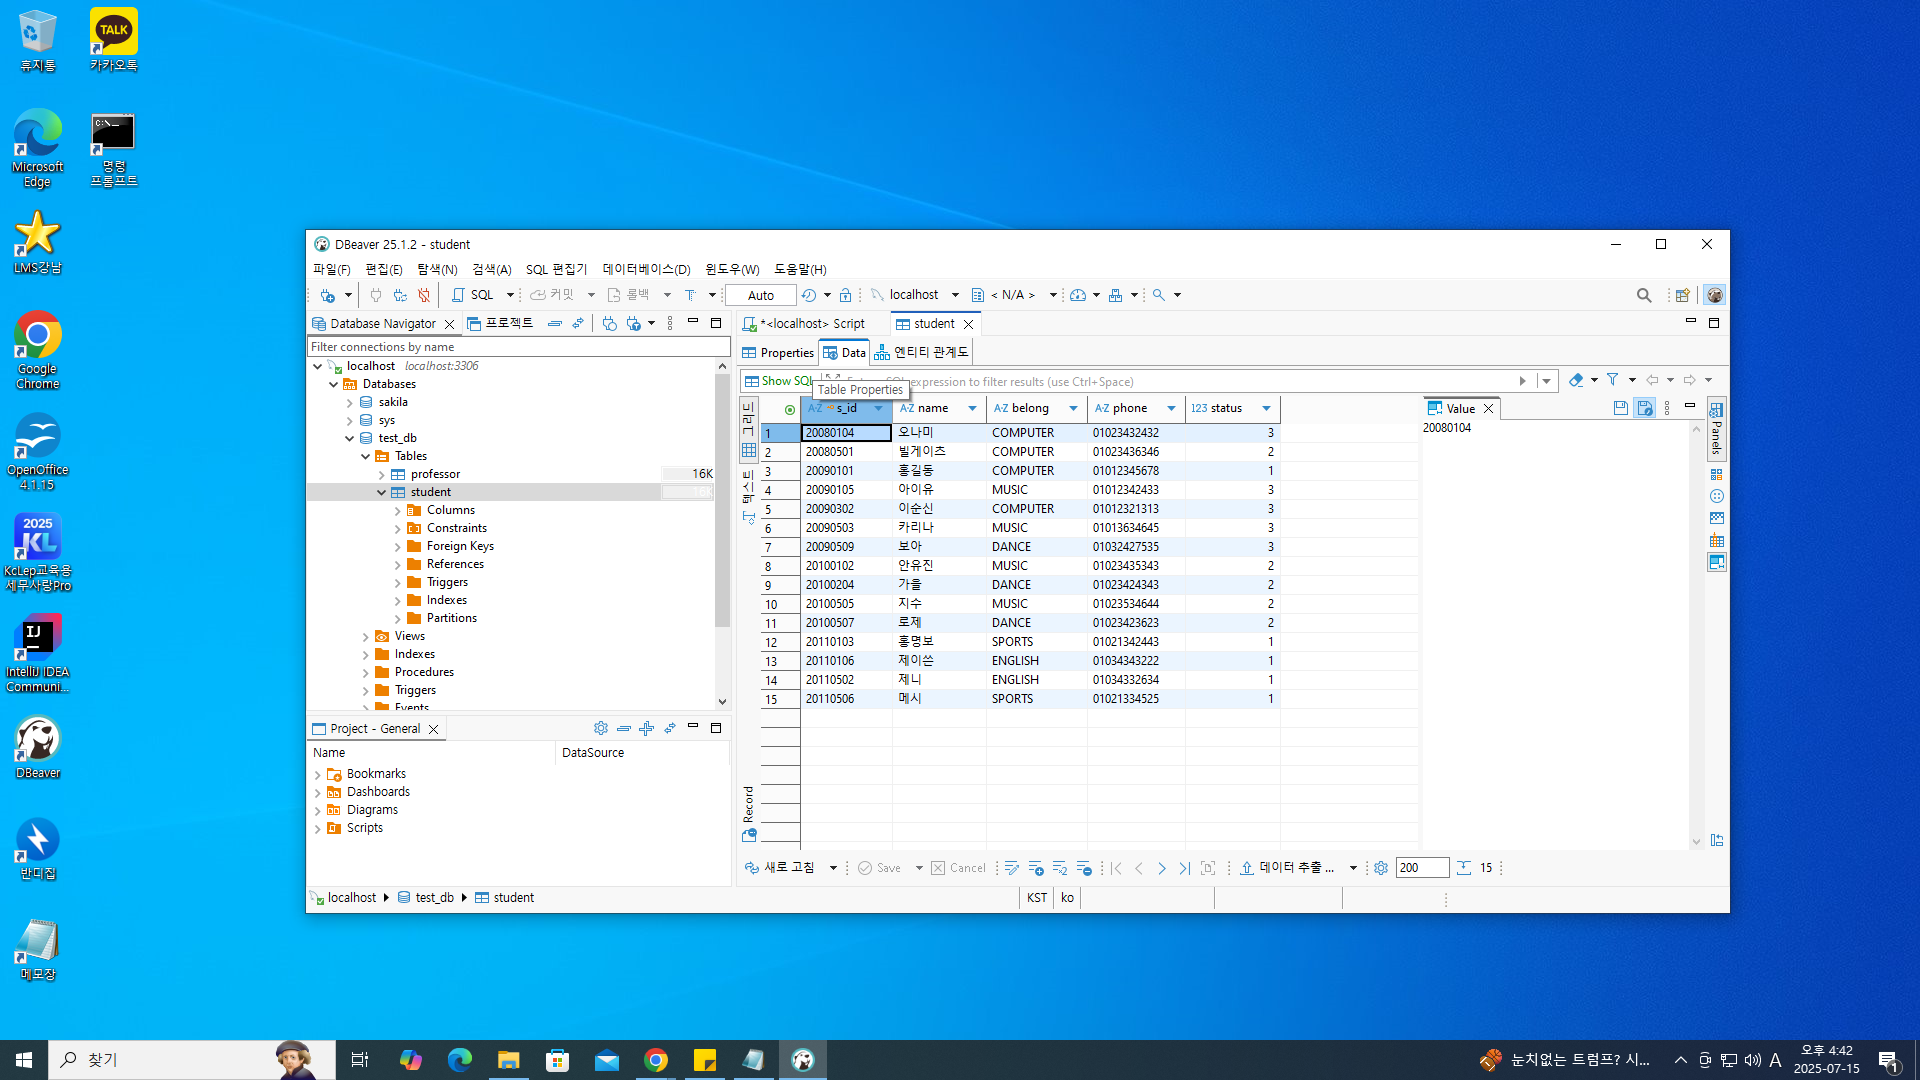 휴지통
TALK
카카오톡
Microsoft
Edge
C:\._
명령
프롬프트
LMS강남
Google
Chrome
OpenOffice
4.1.15
2025
KL
KcLep교육용
세무사랑Pro
IJ
IntelliJ IDEA
Communi...
DBeaver
반디집
메모장
DBeaver 25.1.2 - student
파일(F) 편집(E) 탐색(N) 검색(A) SQL 편집기 데이터베이스(D) 윈도우(W) 도움말(H)
SQL 커밋 롤백 Auto localhost < N/A >
Database Navigator 프로젝트
Filter connections by name
localhost localhost:3306
Databases
sakila
sys
test_db
Tables
professor 16K
student 16K
Columns
Constraints
Foreign Keys
References
Triggers
Indexes
Partitions
Views
Indexes
Procedures
Triggers
Events
Project - General
Name DataSource
Bookmarks
Dashboards
Diagrams
Scripts
*<localhost> Script student
Properties Data 엔티티 관계도
Show SQL expression to filter results (use Ctrl+Space)
Table Properties
그리드
텍스트
Record
A-Z s_id A-Z name A-Z belong A-Z phone 123 status
1 20080104 오나미 COMPUTER 01023432432 3
2 20080501 빌게이츠 COMPUTER 01023436346 2
3 20090101 홍길동 COMPUTER 01012345678 1
4 20090105 아이유 MUSIC 01012342433 3
5 20090302 이순신 COMPUTER 01012321313 3
6 20090503 카리나 MUSIC 01013634645 3
7 20090509 보아 DANCE 01032427535 3
8 20100102 안유진 MUSIC 01023435343 2
9 20100204 가을 DANCE 01023424343 2
10 20100505 지수 MUSIC 01023534644 2
11 20100507 로제 DANCE 01023423623 2
12 20110103 홍명보 SPORTS 01021342443 1
13 20110106 제이쓴 ENGLISH 01034343222 1
14 20110502 제니 ENGLISH 01034332634 1
15 20110506 메시 SPORTS 01021334525 1
Value
20080104
Panels
새로 고침 Save Cancel 데이터 추출 ... 200 15
localhost test_db student
KST ko
찾기
눈치없는 트럼프? 시...
A
오후 4:42
2025-07-15
1